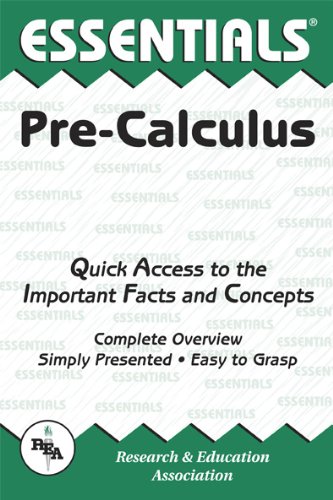 ESSENTIALS®
Pre-Calculus
Quick Access to the
Important Facts and Concepts
Complete Overview
Simply Presented • Easy to Grasp
REA
Research & Education
Association